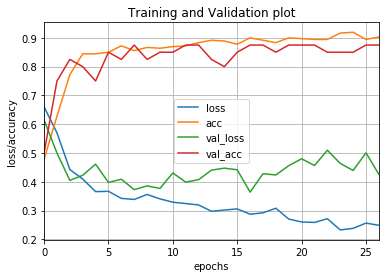 Training and Validation plot
loss/accuracy
0.9
0.8
0.7
0.6
0.5
0.4
0.3
0.2
loss
acc
val_loss
val_acc
0 5 10 15 20 25
epochs